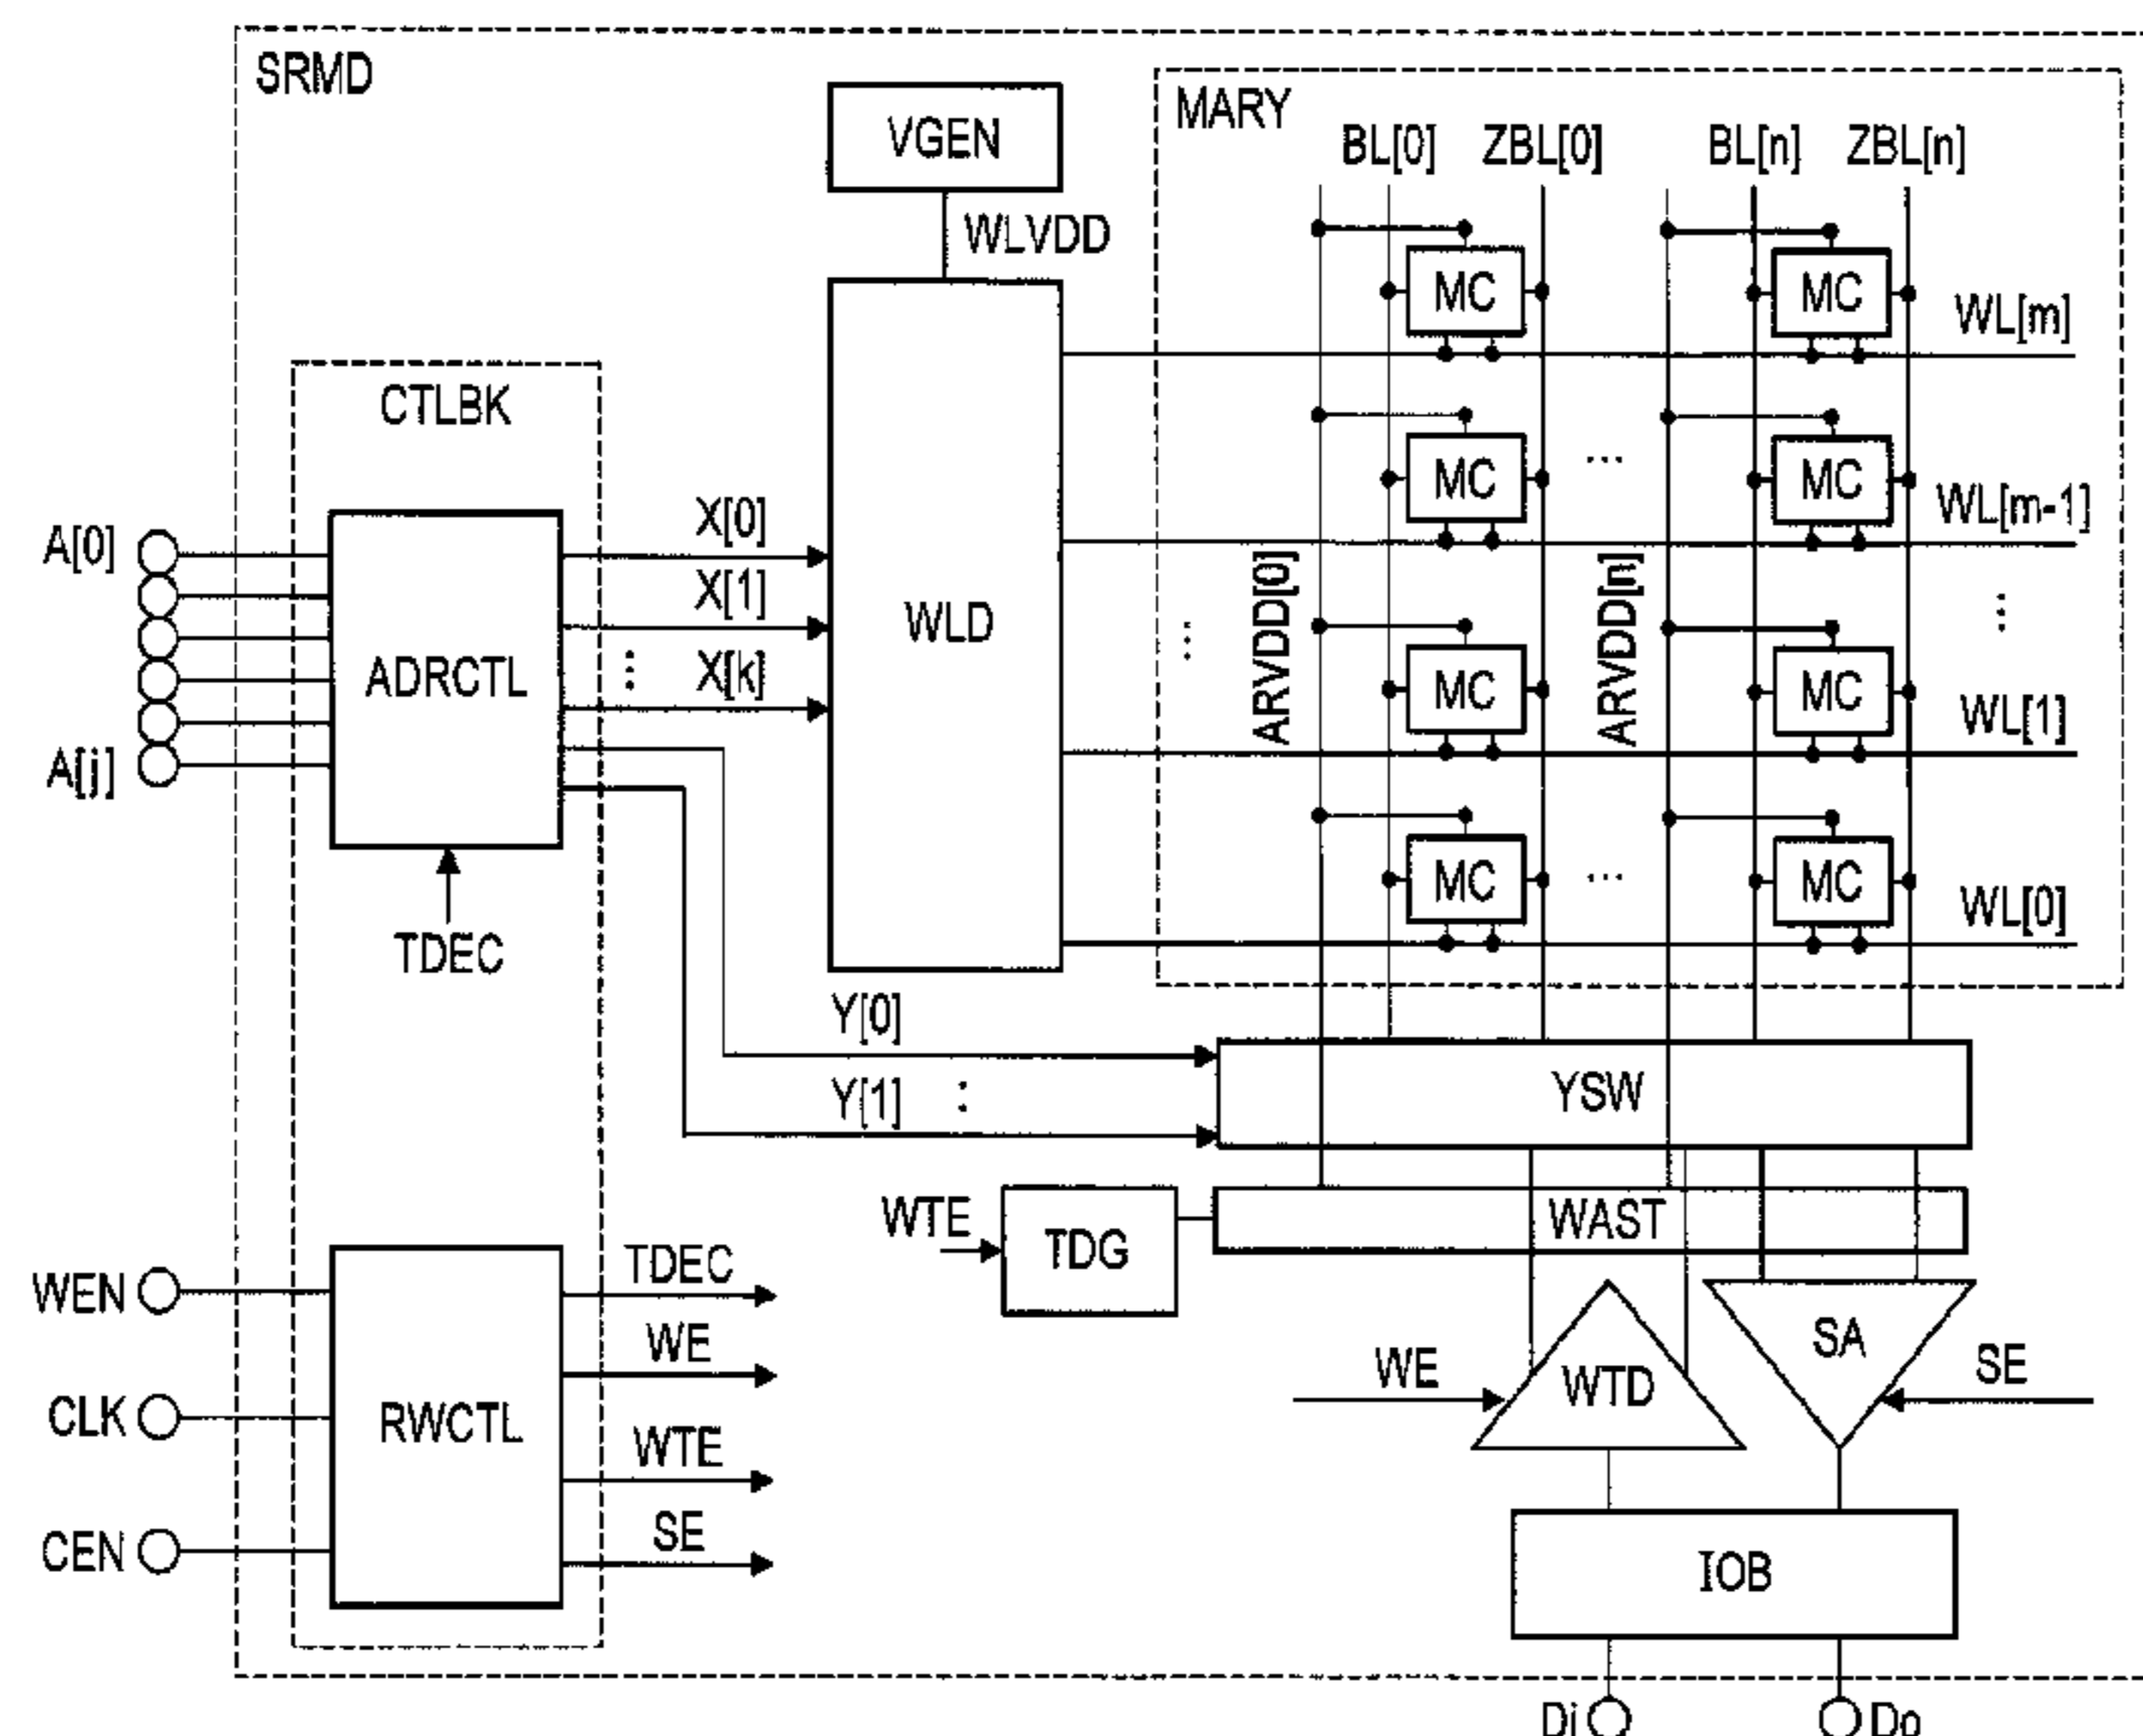 SRMD
VGEN
WLVDD
MARY
BL[0] ZBL[0] BL[n] ZBL[n]
MC MC WL[m]
CTLBK
MC ... MC WL[m-1]
A[0]
A[j]
ADRCTL
X[0]
X[1]
...
X[k]
WLD
...
ARVDD[0]
ARVDD[n]
...
MC MC WL[1]
MC ... MC WL[0]
TDEC
Y[0]
Y[1] :
YSW
WTE
TDG
WAST
WEN
CLK
CEN
RWCTL
TDEC
WE
WTE
SE
WE
WTD
SA
SE
IOB
Di
Do